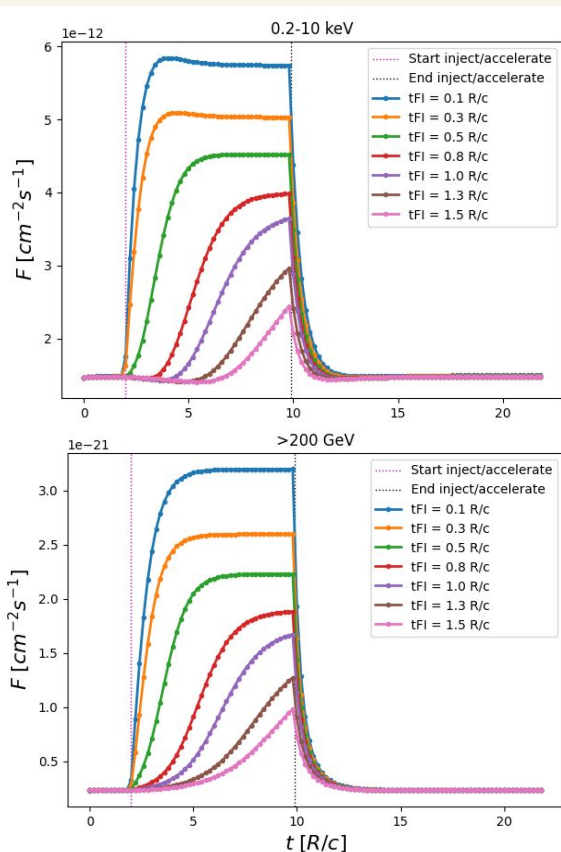 0.2-10 keV
1e−12
Start inject/accelerate
End inject/accelerate
tFI = 0.1 R/c
tFI = 0.3 R/c
tFI = 0.5 R/c
tFI = 0.8 R/c
tFI = 1.0 R/c
tFI = 1.3 R/c
tFI = 1.5 R/c
F [cm⁻²s⁻¹]
6
5
4
3
2
0 5 10 15 20
>200 GeV
1e−21
Start inject/accelerate
End inject/accelerate
tFI = 0.1 R/c
tFI = 0.3 R/c
tFI = 0.5 R/c
tFI = 0.8 R/c
tFI = 1.0 R/c
tFI = 1.3 R/c
tFI = 1.5 R/c
F [cm⁻²s⁻¹]
3.0
2.5
2.0
1.5
1.0
0.5
0 5 10 15 20
t [R/c]